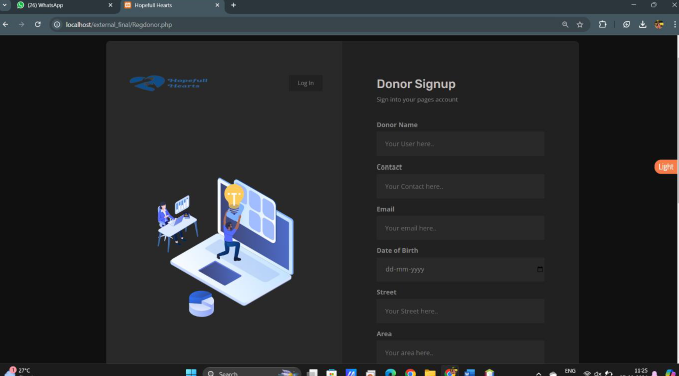 (26) WhatsApp
Hopefull Hearts
localhost/external_final/Regdonor.php
Hopefull
Hearts
Log In
Donor Signup
Sign into your pages account
Donor Name
Your User here..
Contact
Your Contact here..
Email
Your email here..
Date of Birth
dd-mm-yyyy
Street
Your Street here..
Area
Your area here..
Light
27°C
Search
ENG
11:25